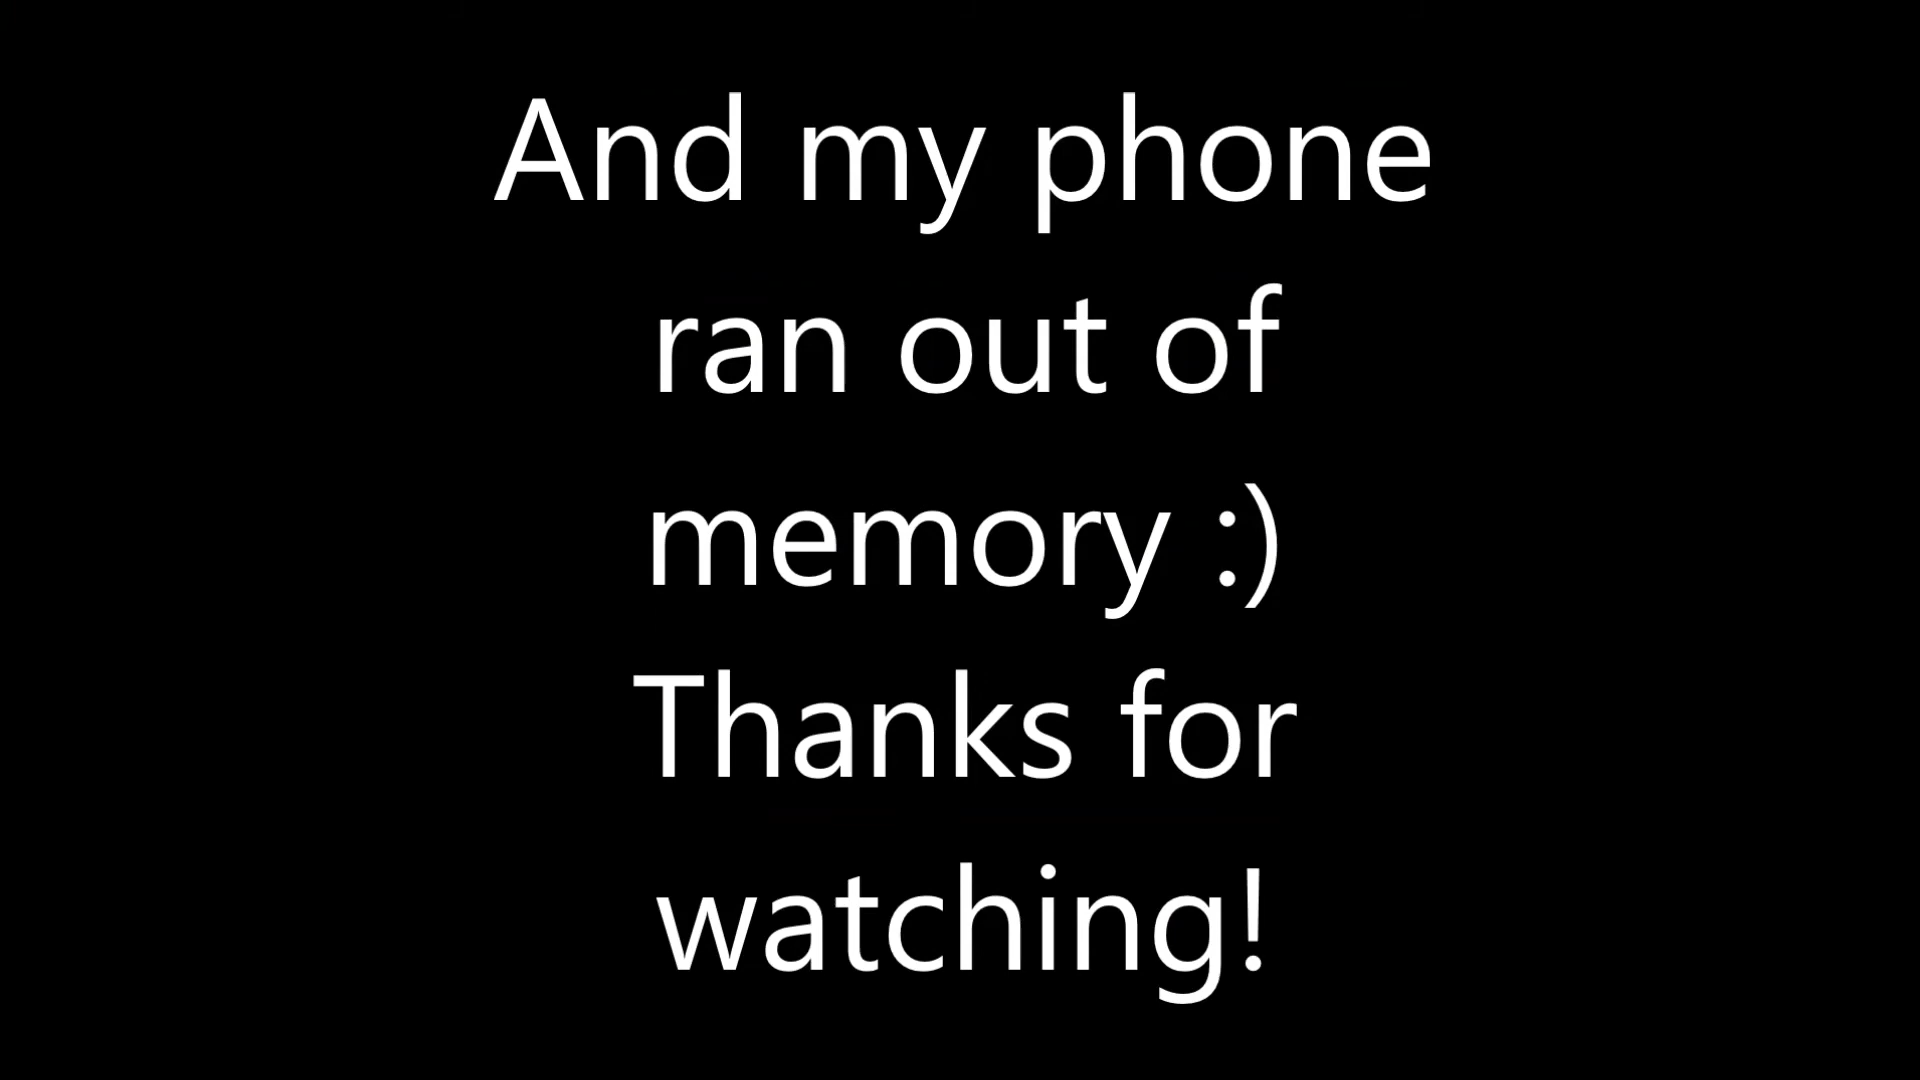 And my phone
ran out of
memory :)
Thanks for
watching!